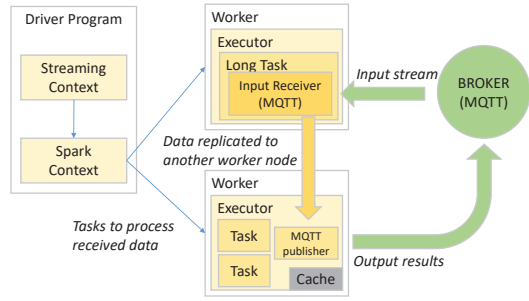 Driver Program
Streaming
Context
Spark
Context
Worker
Executor
Long Task
Input Receiver
(MQTT)
Input stream
BROKER
(MQTT)
Data replicated to
another worker node
Worker
Executor
Task
Task
MQTT
publisher
Cache
Tasks to process
received data
Output results